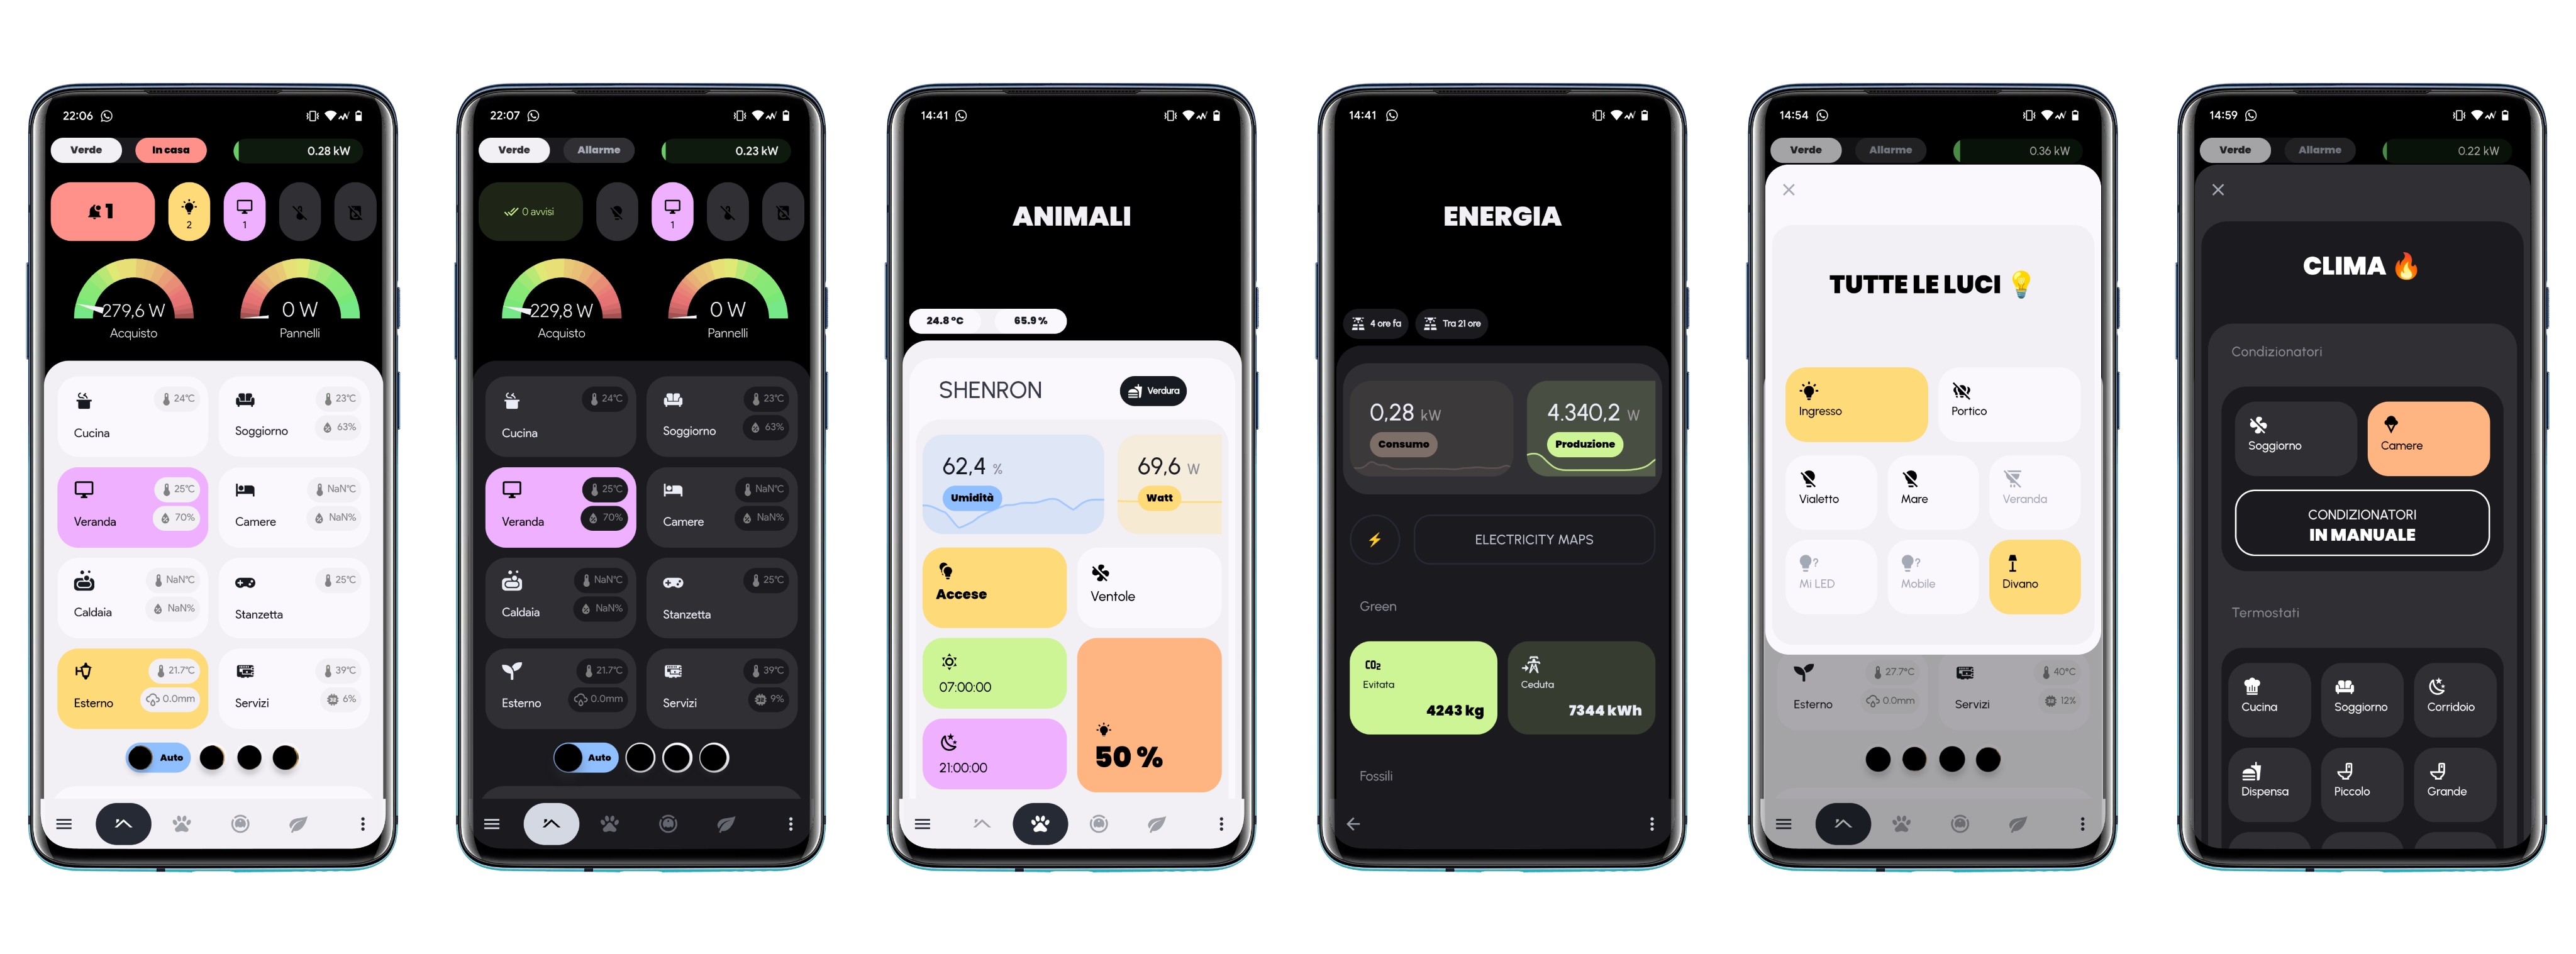 22:06
Verde In casa 0.28 kW
1 2 1
279,6 W 0 W
Acquisto Pannelli
24°C 23°C
Cucina Soggiorno 63%
25°C NaN°C
Veranda 70% Camere NaN%
NaN°C 25°C
Caldaia NaN% Stanzetta
21.7°C 39°C
Esterno 0.0mm Servizi 6%
Auto
22:07
Verde Allarme 0.23 kW
0 avvisi 1
229,8 W 0 W
Acquisto Pannelli
24°C 23°C
Cucina Soggiorno 63%
25°C NaN°C
Veranda 70% Camere NaN%
NaN°C 25°C
Caldaia NaN% Stanzetta
21.7°C 39°C
Esterno 0.0mm Servizi 9%
Auto
14:41
ANIMALI
24.8 °C 65.9 %
SHENRON Verdura
62,4 % 69,6 W
Umidità Watt
Accese Ventole
07:00:00
21:00:00 50 %
14:41
ENERGIA
4 ore fa Tra 21 ore
0,28 kW 4.340,2 W
Consumo Produzione
⚡ ELECTRICITY MAPS
Green
CO₂
Evitata Ceduta
4243 kg 7344 kWh
Fossili
14:54
Verde Allarme 0.36 kW
TUTTE LE LUCI 💡
Ingresso Portico
Vialetto Mare Veranda
? ?
Mi LED Mobile Divano
27.7°C 40°C
Esterno 0.0mm Servizi 12%
14:59
Verde Allarme 0.22 kW
CLIMA 🔥
Condizionatori
Soggiorno Camere
CONDIZIONATORI
IN MANUALE
Termostati
Cucina Soggiorno Corridoio
Dispensa Piccolo Grande